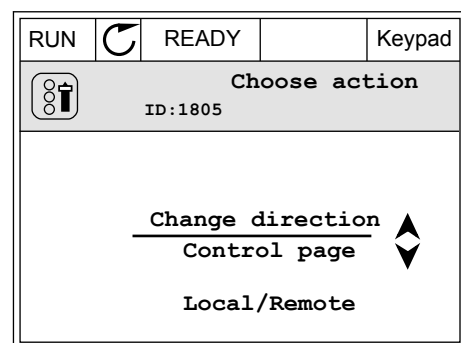 RUN READY Keypad
Choose action
ID:1805
Change direction
Control page
Local/Remote